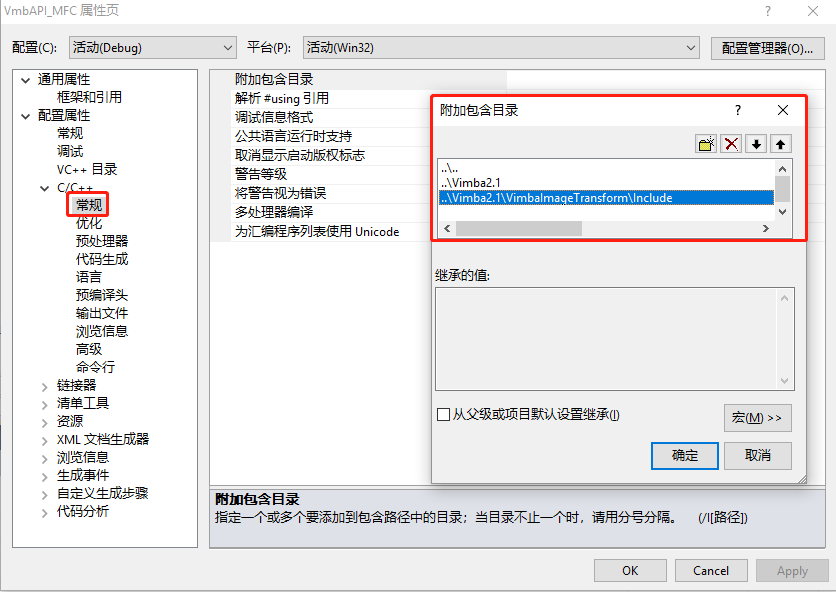 VmbAPI_MFC 属性页
配置(C): 活动(Debug) 平台(P): 活动(Win32) 配置管理器(O)...
通用属性
框架和引用
配置属性
常规
调试
VC++ 目录
C/C++
常规
优化
预处理器
代码生成
语言
预编译头
输出文件
浏览信息
高级
命令行
链接器
清单工具
资源
XML 文档生成器
浏览信息
生成事件
自定义生成步骤
代码分析
附加包含目录
解析 #using 引用
调试信息格式
公共语言运行时支持
取消显示启动版权标志
警告等级
将警告视为错误
多处理器编译
为汇编程序列表使用 Unicode
附加包含目录
..\..
..\Vimba2.1
..\Vimba2.1\VimbaImageTransform\Include
继承的值:
从父级或项目默认设置继承(I)
宏(M) >>
确定 取消
附加包含目录
指定一个或多个要添加到包含路径中的目录；当目录不止一个时，请用分号分隔。 (/I[路径])
OK Cancel Apply